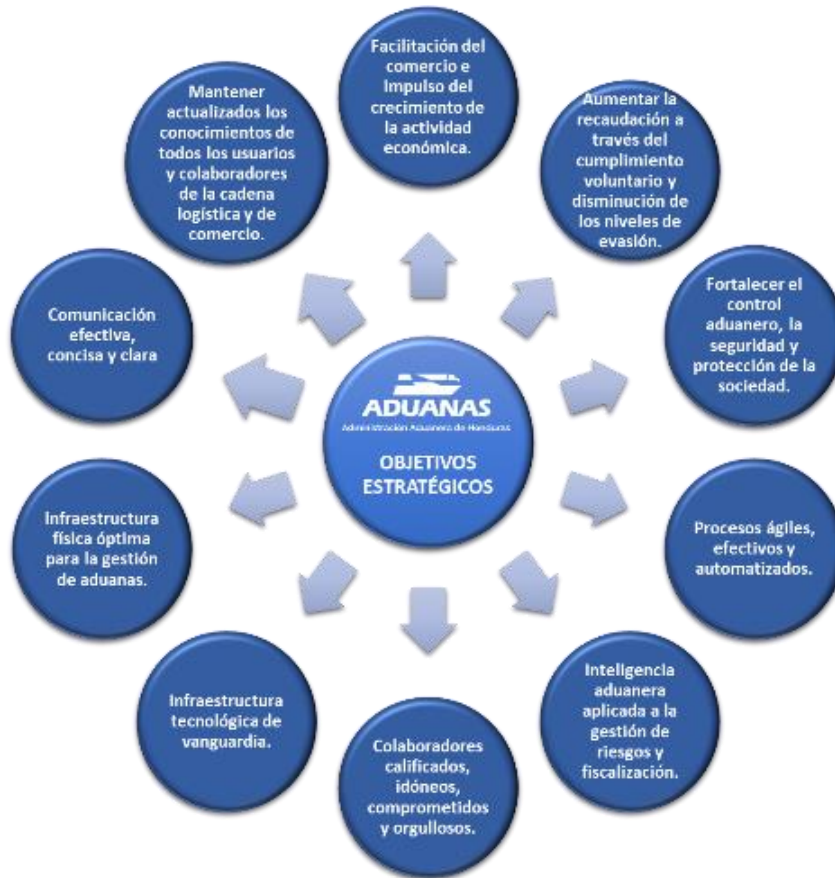 Facilitación del
comercio e
Impulso del
crecimiento de
la actividad
económica.
Aumentar la
recaudación a
través del
cumplimiento
voluntario y
disminución de
los niveles de
evasión.
Fortalecer el
control
aduanero, la
seguridad y
protección de la
sociedad.
Procesos ágiles,
efectivos y
automatizados.
Inteligencia
aduanera
aplicada a la
gestión de
riesgos y
fiscalización.
Colaboradores
calificados,
idóneos,
comprometidos
y orgullosos.
Infraestructura
tecnológica de
vanguardia.
Infraestructura
física óptima
para la gestión
de aduanas.
Comunicación
efectiva,
concisa y clara
Mantener
actualizados los
conocimientos de
todos los usuarios
y colaboradores
de la cadena
logística y de
comercio.
ADUANAS
Administración Aduanera de Honduras
OBJETIVOS
ESTRATÉGICOS